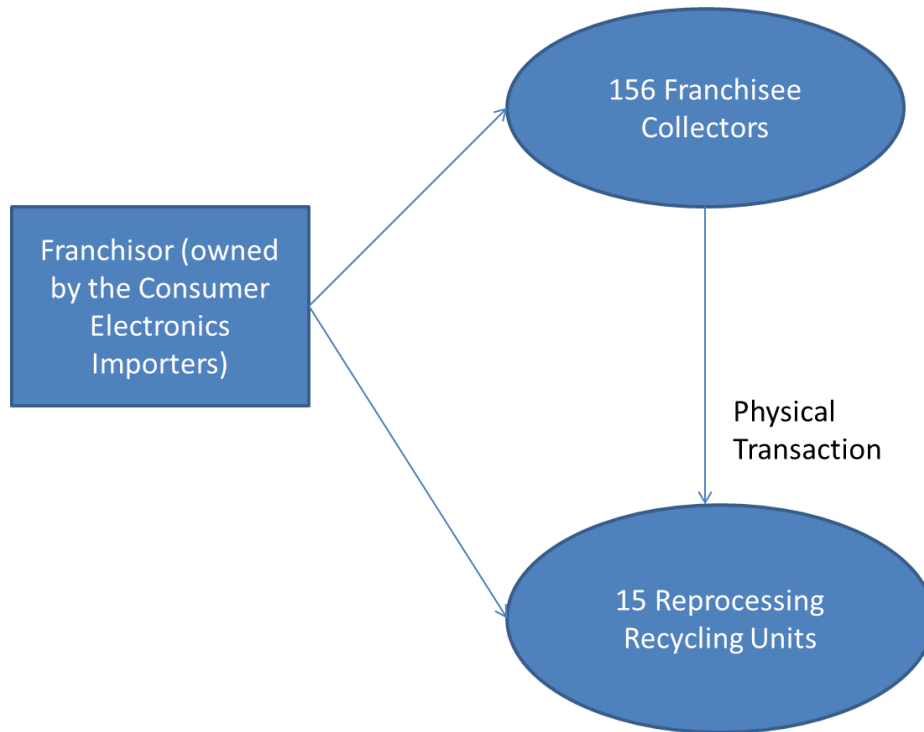 156 Franchisee
Collectors
Franchisor (owned
by the Consumer
Electronics
Importers)
Physical
Transaction
15 Reprocessing
Recycling Units